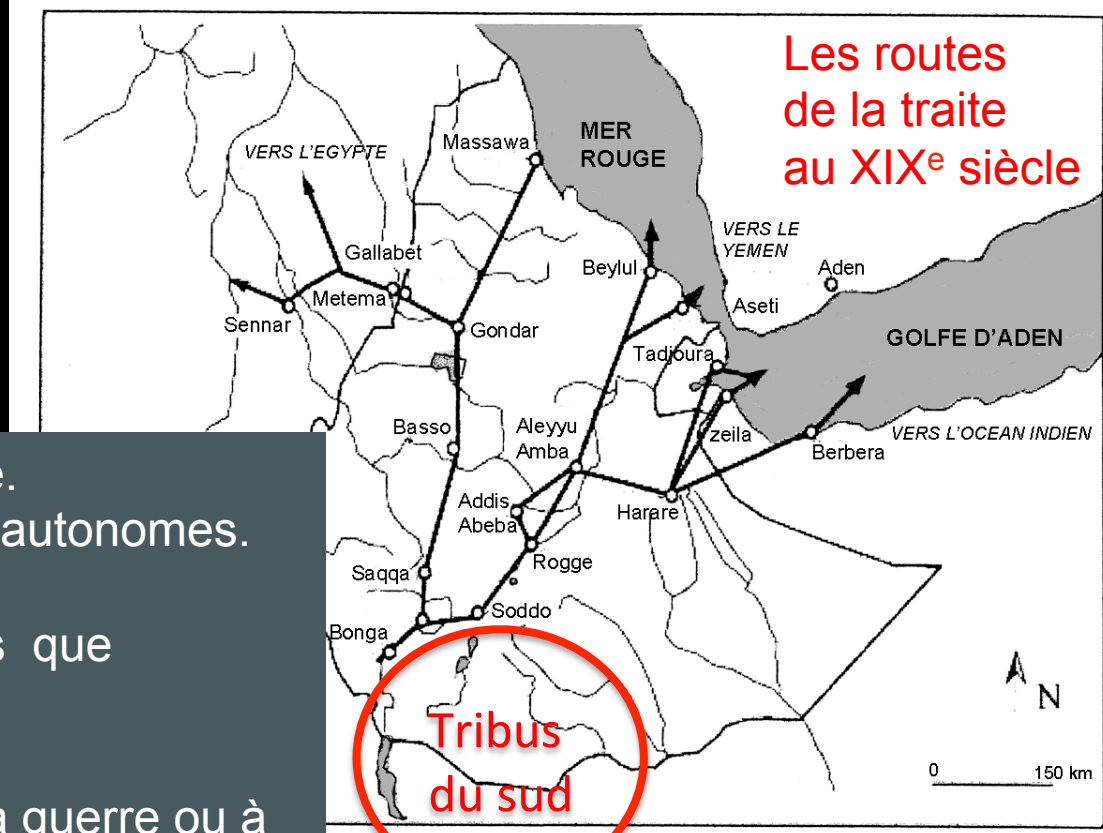 Les routes
de la traite
au XIXe siècle
MER
ROUGE
Massawa
VERS L'EGYPTE
VERS LE
YEMEN
Gallabet
Beylul
Aden
Metema
Aseti
Sennar
Gondar
GOLFE D'ADEN
Tadjoura
Basso
Aleyyu
Amba
zeila
VERS L'OCEAN INDIEN
Berbera
Addis
Abeba
Harare
Rogge
Saqqa
Soddo
Bonga
N
Tribus
du sud
0 150 km
autonomes.
que
guerre ou à